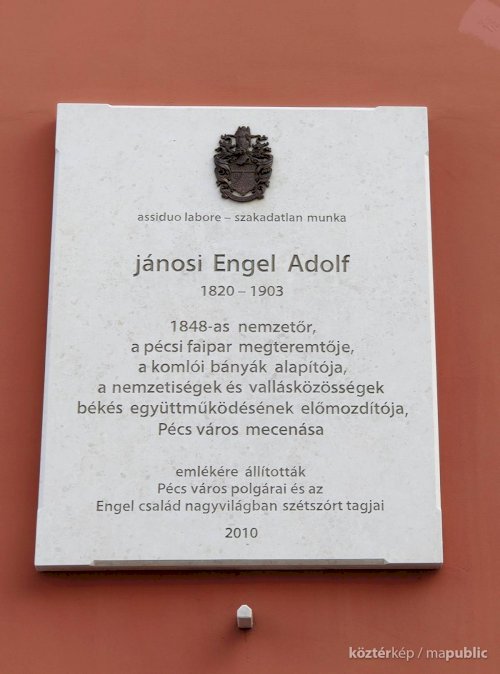 assiduo labore – szakadatlan munka
jánosi Engel Adolf
1820 – 1903
1848-as nemzetőr,
a pécsi faipar megteremtője,
a komlói bányák alapítója,
a nemzetiségek és vallásközösségek
békés együttműködésének előmozdítója,
Pécs város mecenása
emlékére állították
Pécs város polgárai és az
Engel család nagyvilágban szétszórt tagjai
2010
köztérkép / mapublic